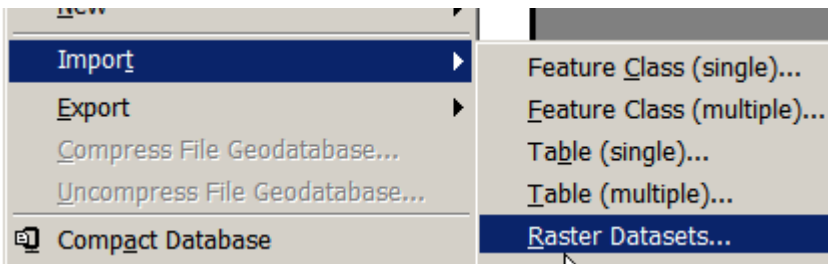 New
Import
Export
Compress File Geodatabase...
Uncompress File Geodatabase...
Compact Database
Feature Class (single)...
Feature Class (multiple)...
Table (single)...
Table (multiple)...
Raster Datasets...